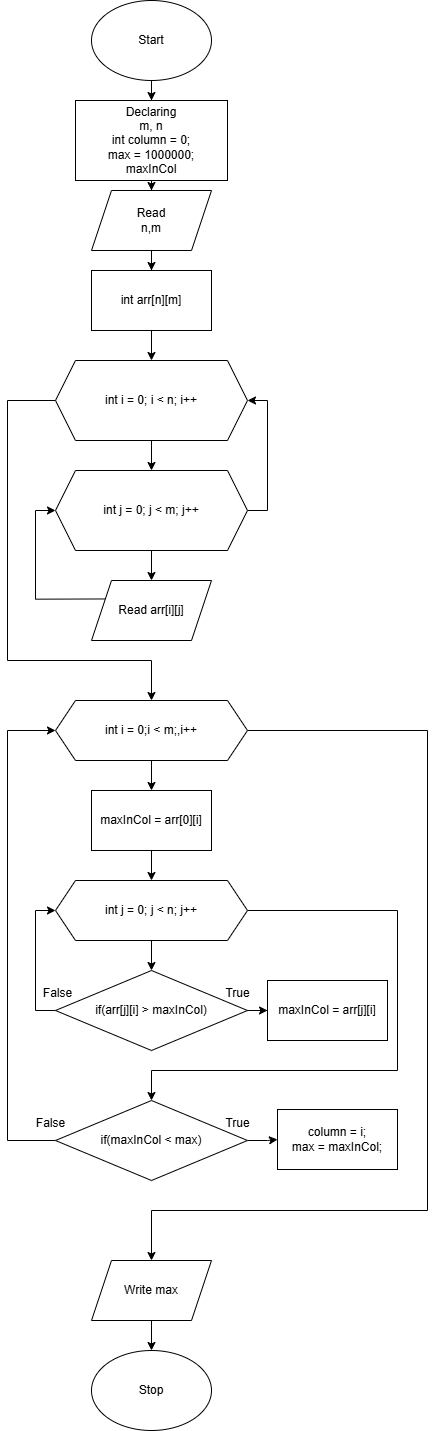 Start
Declaring
m, n
int column = 0;
max = 1000000;
maxInCol
Read
n,m
int arr[n][m]
int i = 0; i < n; i++
int j = 0; j < m; j++
Read arr[i][j]
int i = 0;i < m;,i++
maxInCol = arr[0][i]
int j = 0; j < n; j++
False
if(arr[j][i] > maxInCol)
True
maxInCol = arr[j][i]
False
if(maxInCol < max)
True
column = i;
max = maxInCol;
Write max
Stop